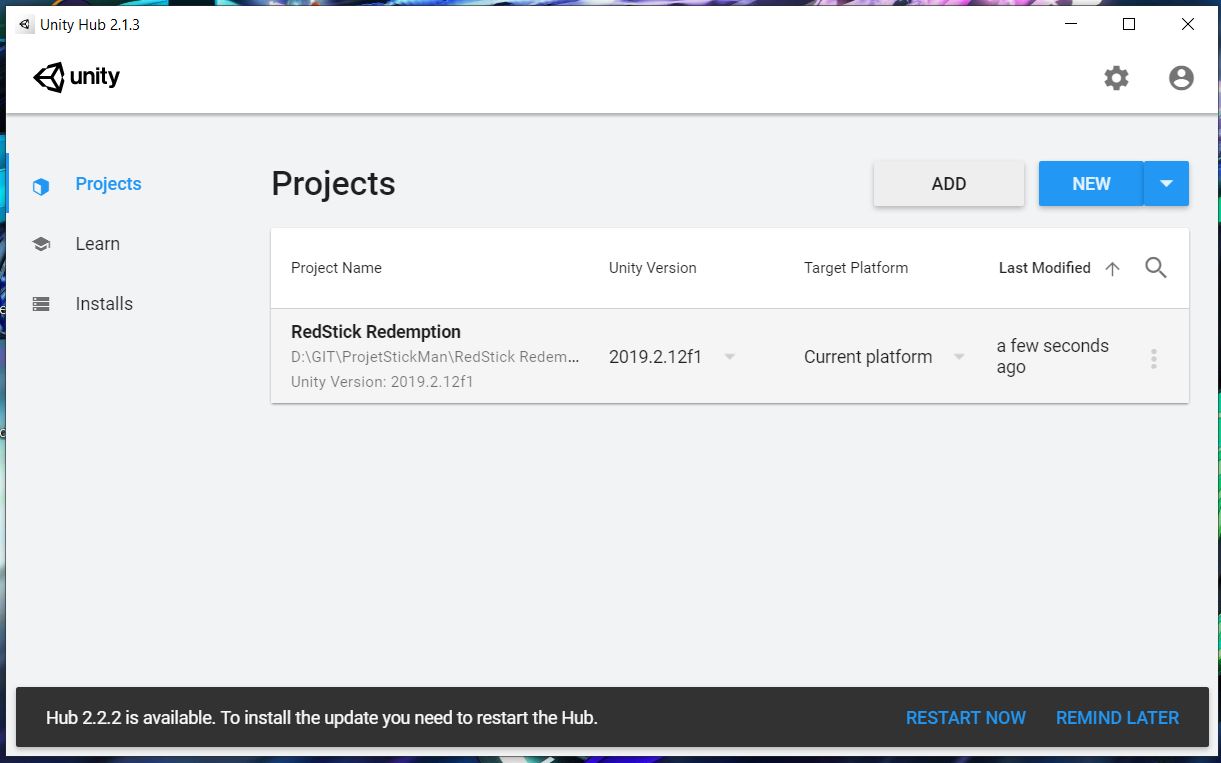 Unity Hub 2.1.3
unity
Projects
Learn
Installs
Projects
ADD
NEW
Project Name
Unity Version
Target Platform
Last Modified
RedStick Redemption
D:\GIT\ProjetStickMan\RedStick Redem...
Unity Version: 2019.2.12f1
2019.2.12f1
Current platform
a few seconds
ago
Hub 2.2.2 is available. To install the update you need to restart the Hub.
RESTART NOW
REMIND LATER